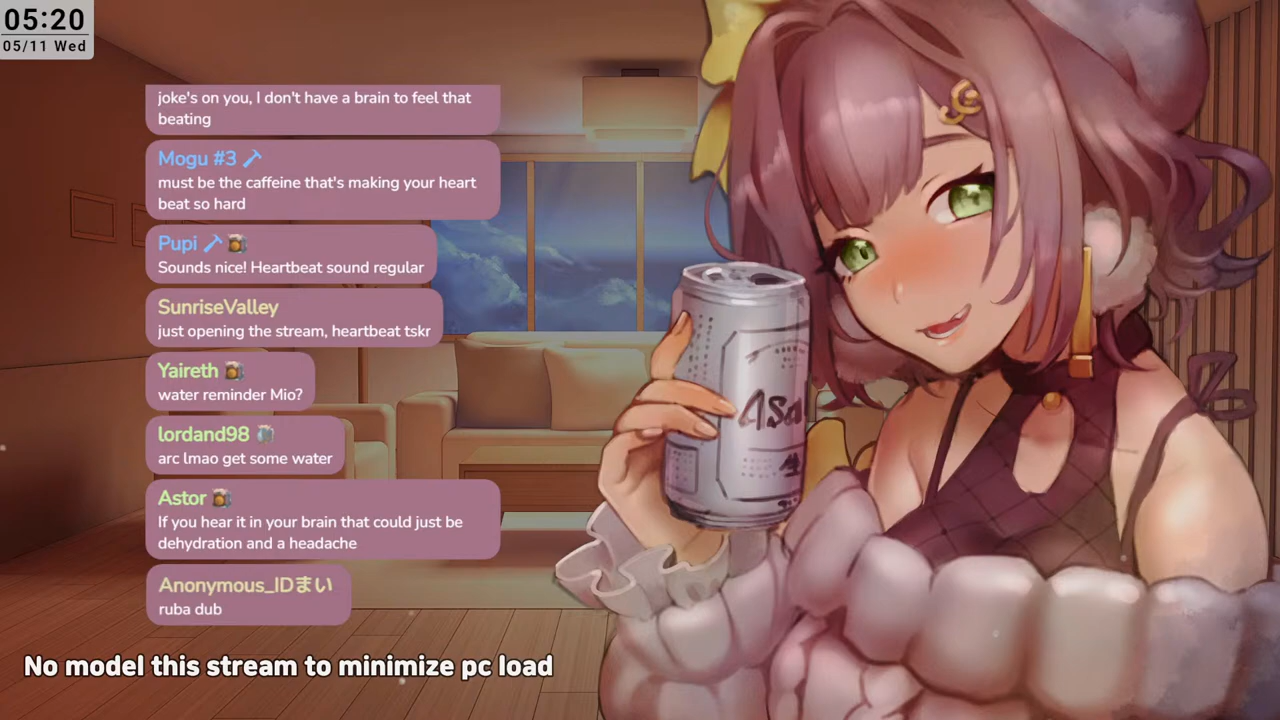 05:20
05/11 Wed
joke's on you, I don't have a brain to feel that
beating
Mogu #3
must be the caffeine that's making your heart
beat so hard
Pupi
Sounds nice! Heartbeat sound regular
SunriseValley
just opening the stream, heartbeat tskr
Yaireth
water reminder Mio?
lordand98
arc lmao get some water
Astor
If you hear it in your brain that could just be
dehydration and a headache
Anonymous_IDまい
ruba dub
No model this stream to minimize pc load
Asa
生